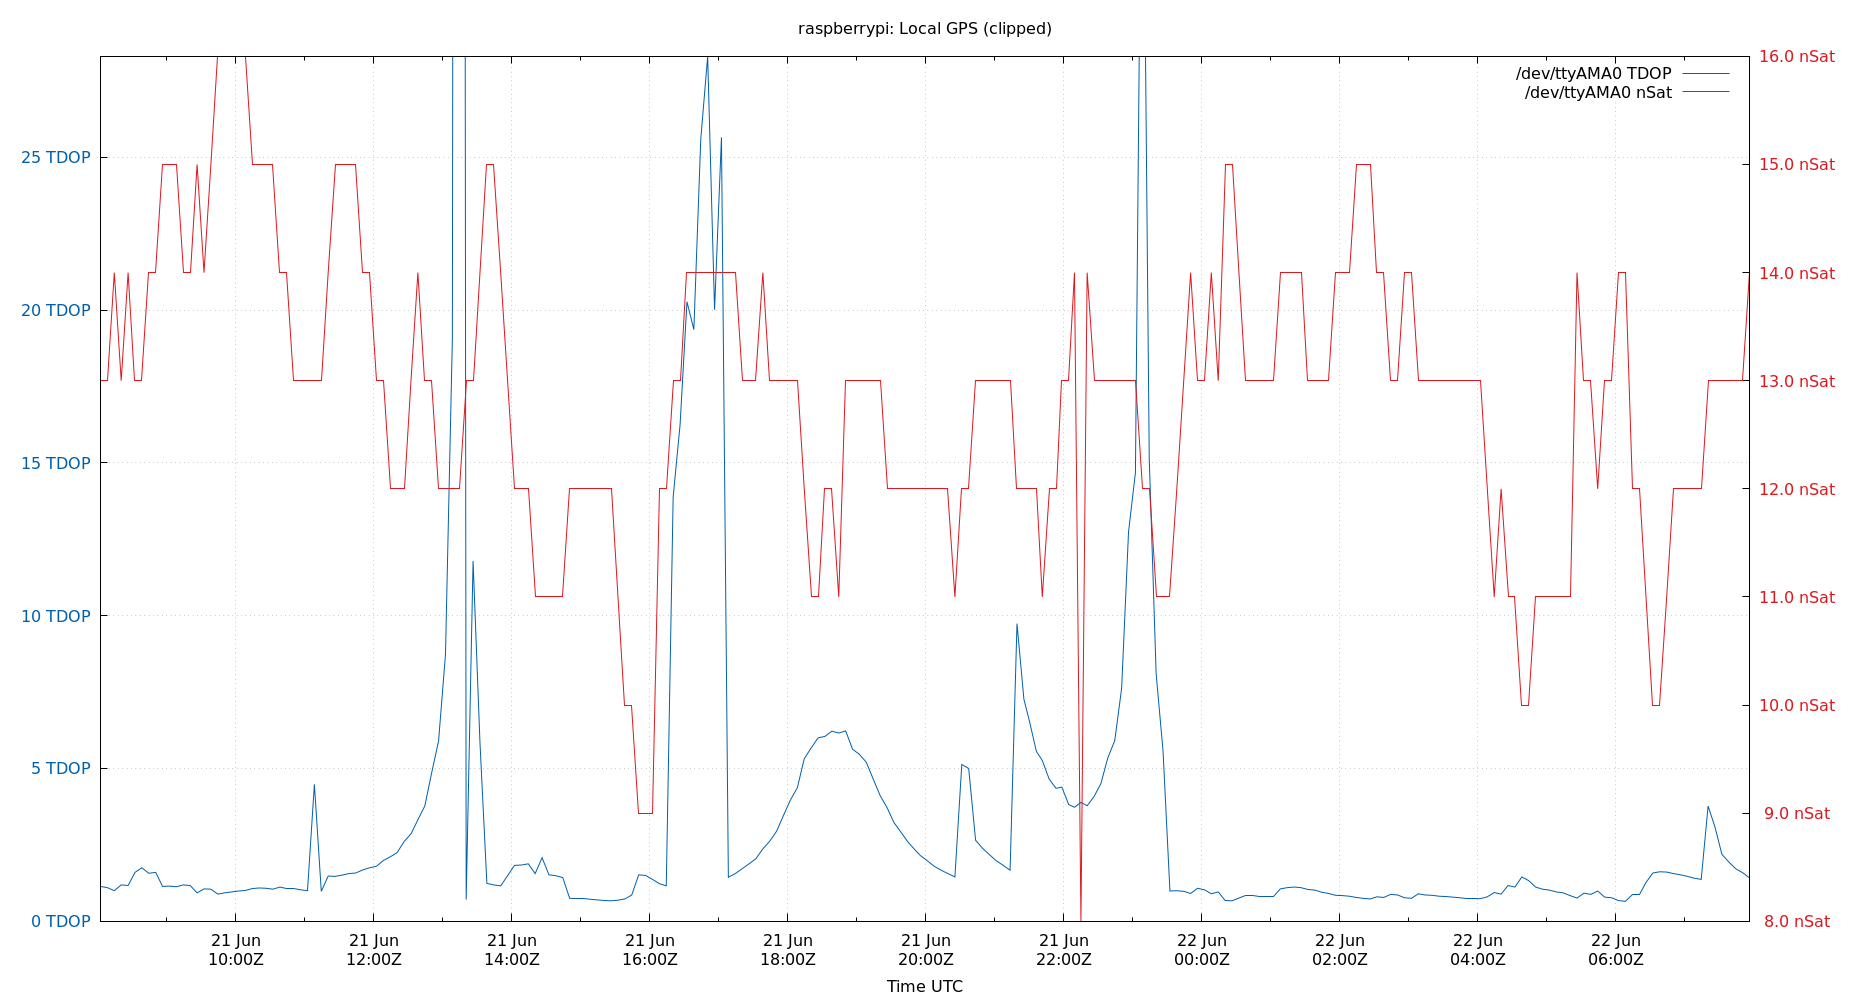 raspberrypi: Local GPS (clipped)
/dev/ttyAMA0 TDOP
/dev/ttyAMA0 nSat
25 TDOP
20 TDOP
15 TDOP
10 TDOP
5 TDOP
0 TDOP
16.0 nSat
15.0 nSat
14.0 nSat
13.0 nSat
12.0 nSat
11.0 nSat
10.0 nSat
9.0 nSat
8.0 nSat
21 Jun 21 Jun 21 Jun 21 Jun 21 Jun 21 Jun 21 Jun 22 Jun 22 Jun 22 Jun 22 Jun
10:00Z 12:00Z 14:00Z 16:00Z 18:00Z 20:00Z 22:00Z 00:00Z 02:00Z 04:00Z 06:00Z
Time UTC